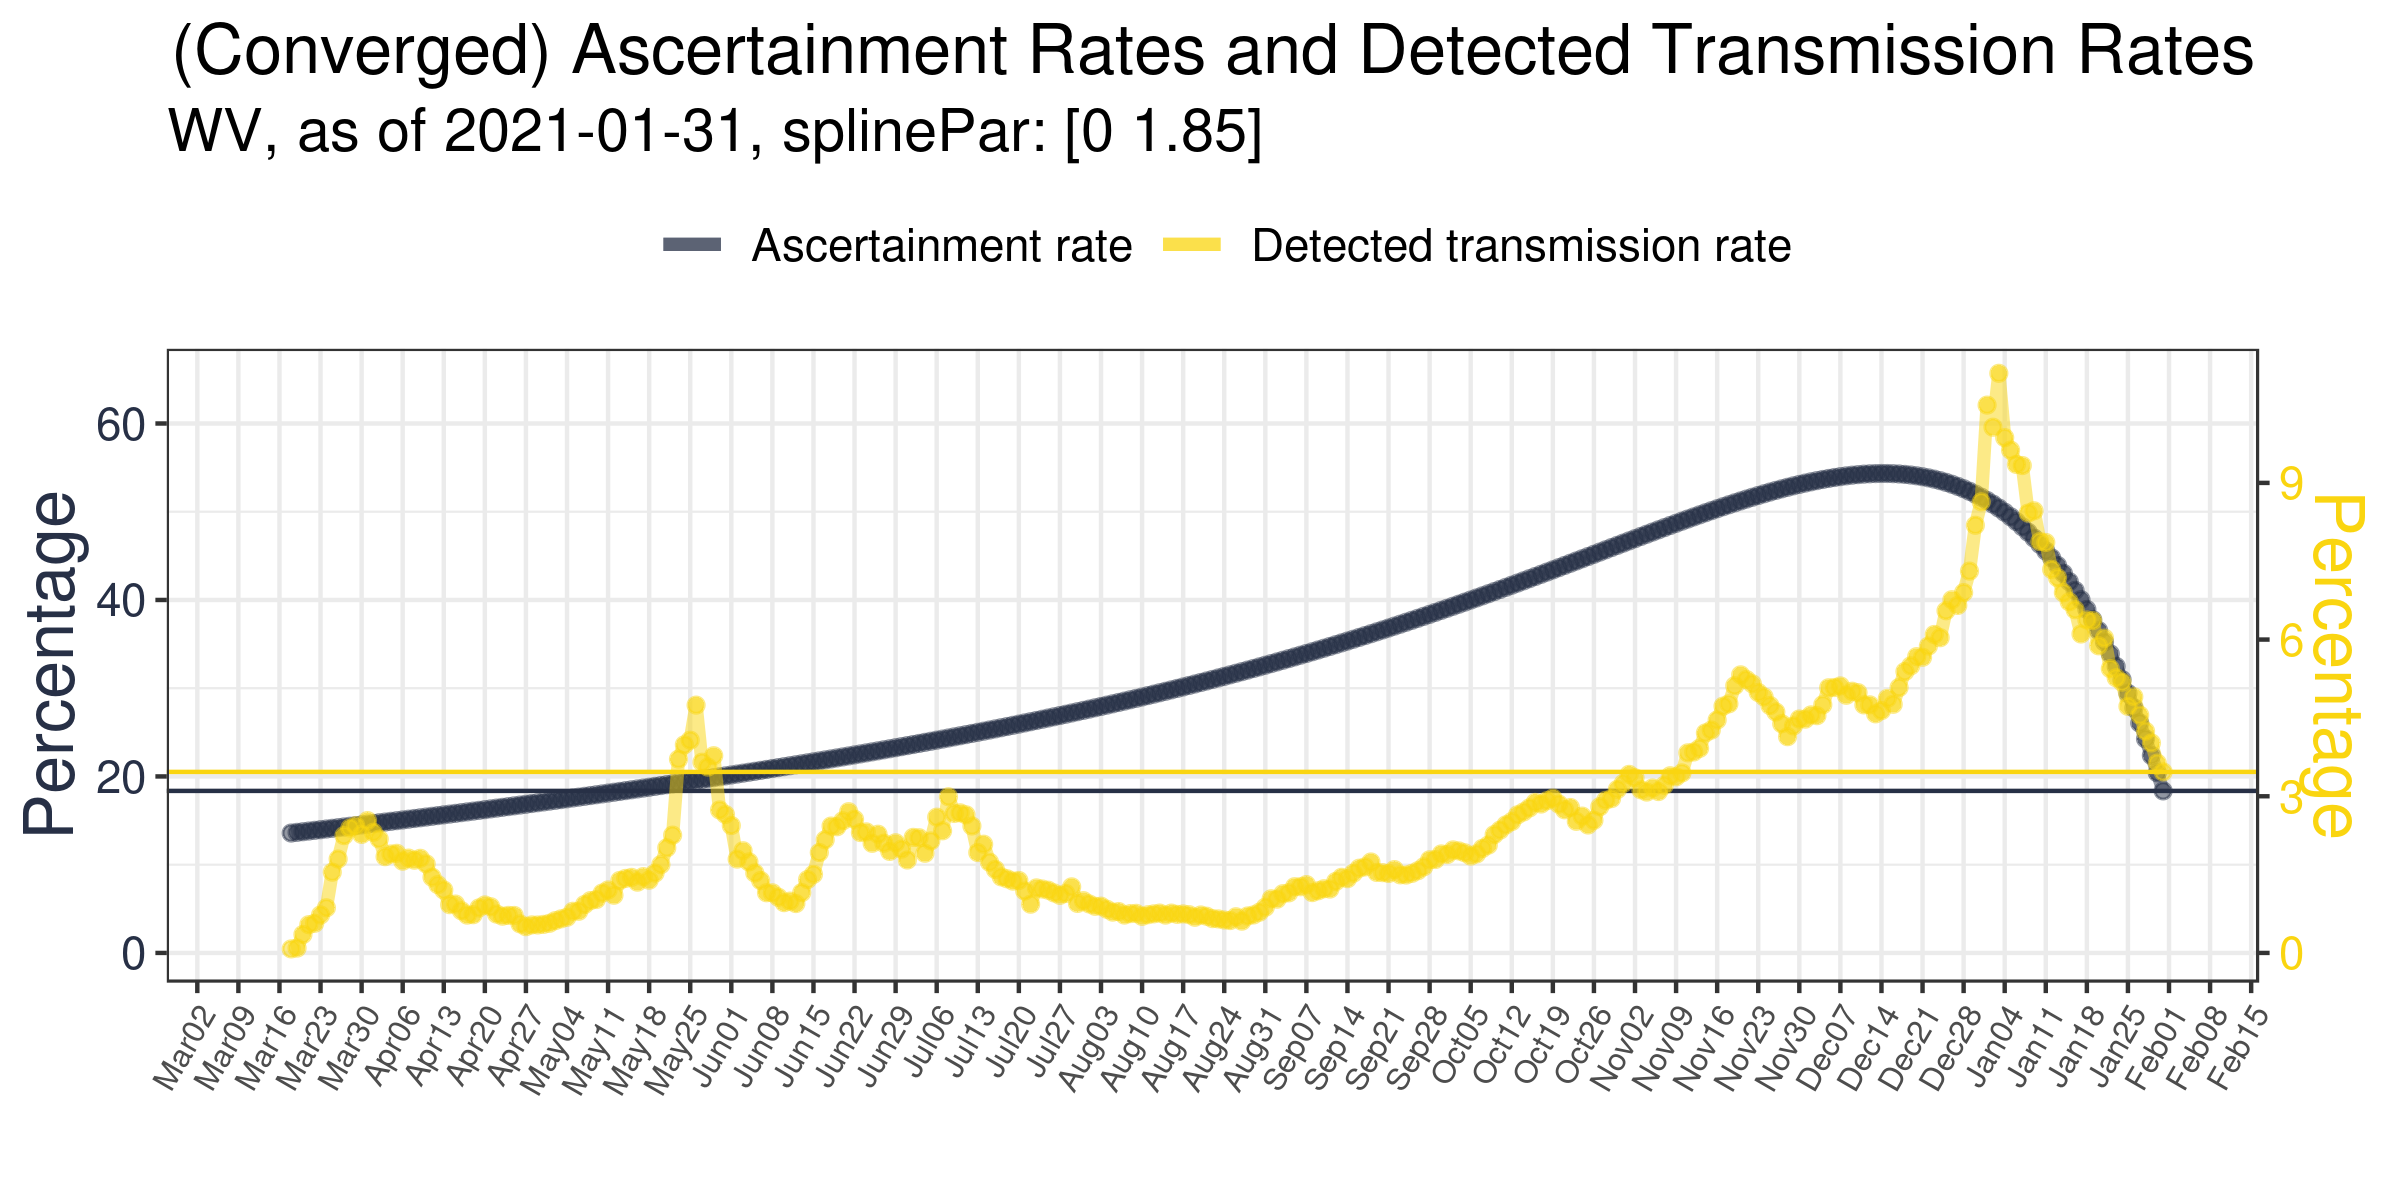 (Converged) Ascertainment Rates and Detected Transmission Rates
WV, as of 2021-01-31, splinePar: [0 1.85]
Ascertainment rate
Detected transmission rate
Percentage
60
40
20
0
9
6
3
0
Percentage
Mar02
Mar09
Mar16
Mar23
Mar30
Apr06
Apr13
Apr20
Apr27
May04
May11
May18
May25
Jun01
Jun08
Jun15
Jun22
Jun29
Jul06
Jul13
Jul20
Jul27
Aug03
Aug10
Aug17
Aug24
Aug31
Sep07
Sep14
Sep21
Sep28
Oct05
Oct12
Oct19
Oct26
Nov02
Nov09
Nov16
Nov23
Nov30
Dec07
Dec14
Dec21
Dec28
Jan04
Jan11
Jan18
Jan25
Feb01
Feb08
Feb15